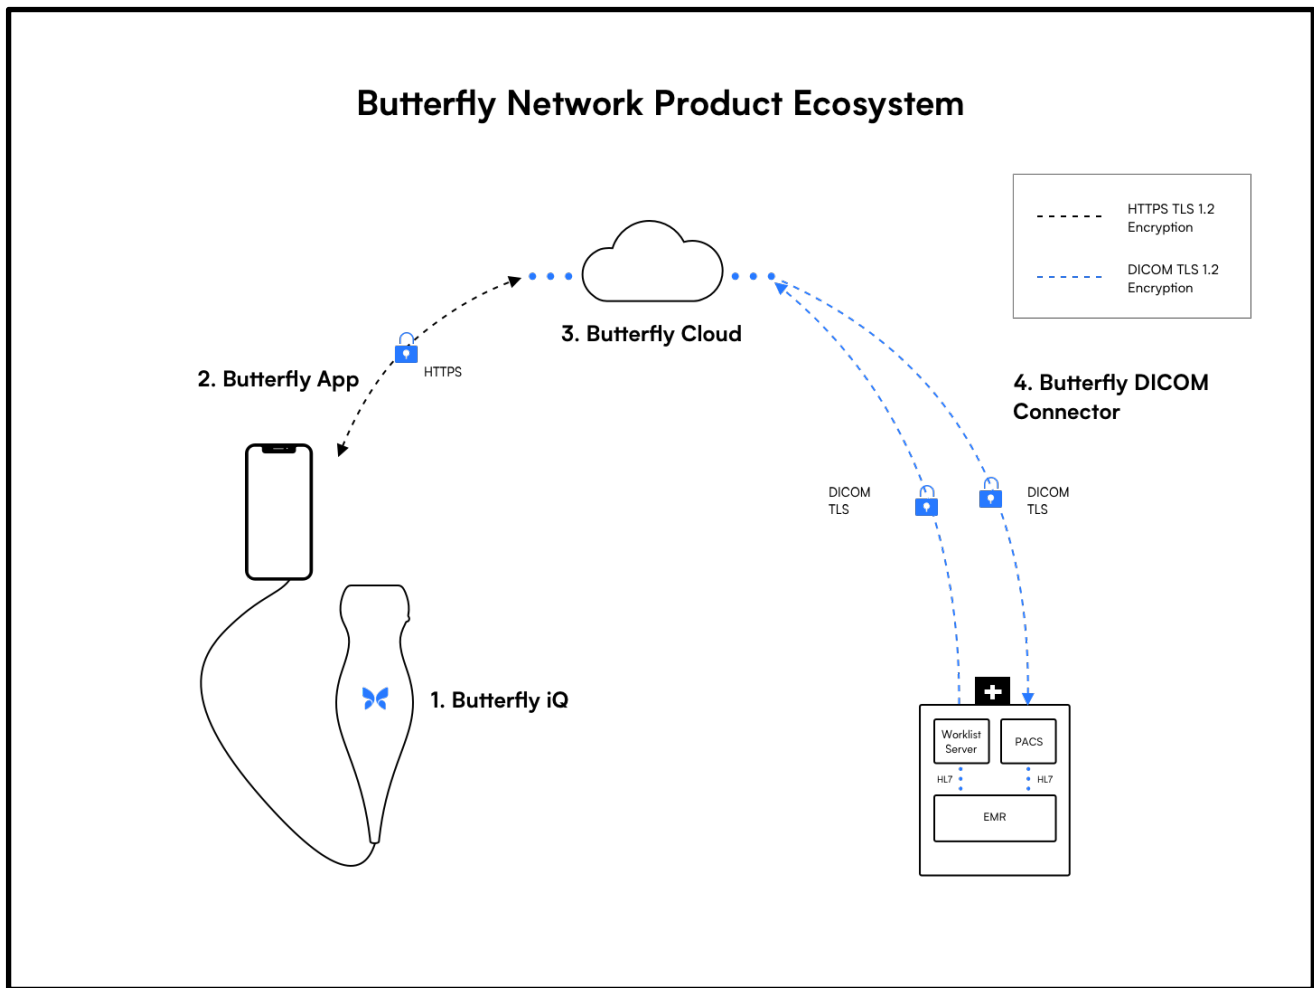 Butterfly Network Product Ecosystem
HTTPS TLS 1.2
Encryption
DICOM TLS 1.2
Encryption
3. Butterfly Cloud
HTTPS
2. Butterfly App
4. Butterfly DICOM
Connector
DICOM
TLS
DICOM
TLS
1. Butterfly iQ
Worklist
Server
PACS
HL7
HL7
EMR